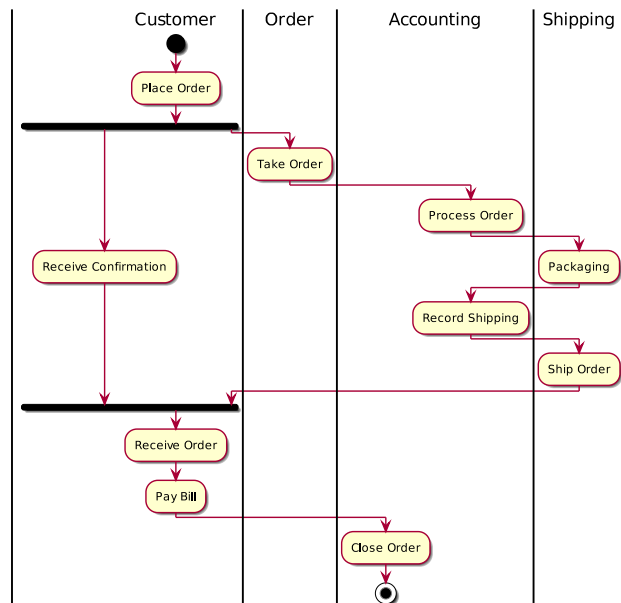 Customer
Order
Accounting
Shipping
Place Order
Take Order
Process Order
Receive Confirmation
Packaging
Record Shipping
Ship Order
Receive Order
Pay Bill
Close Order